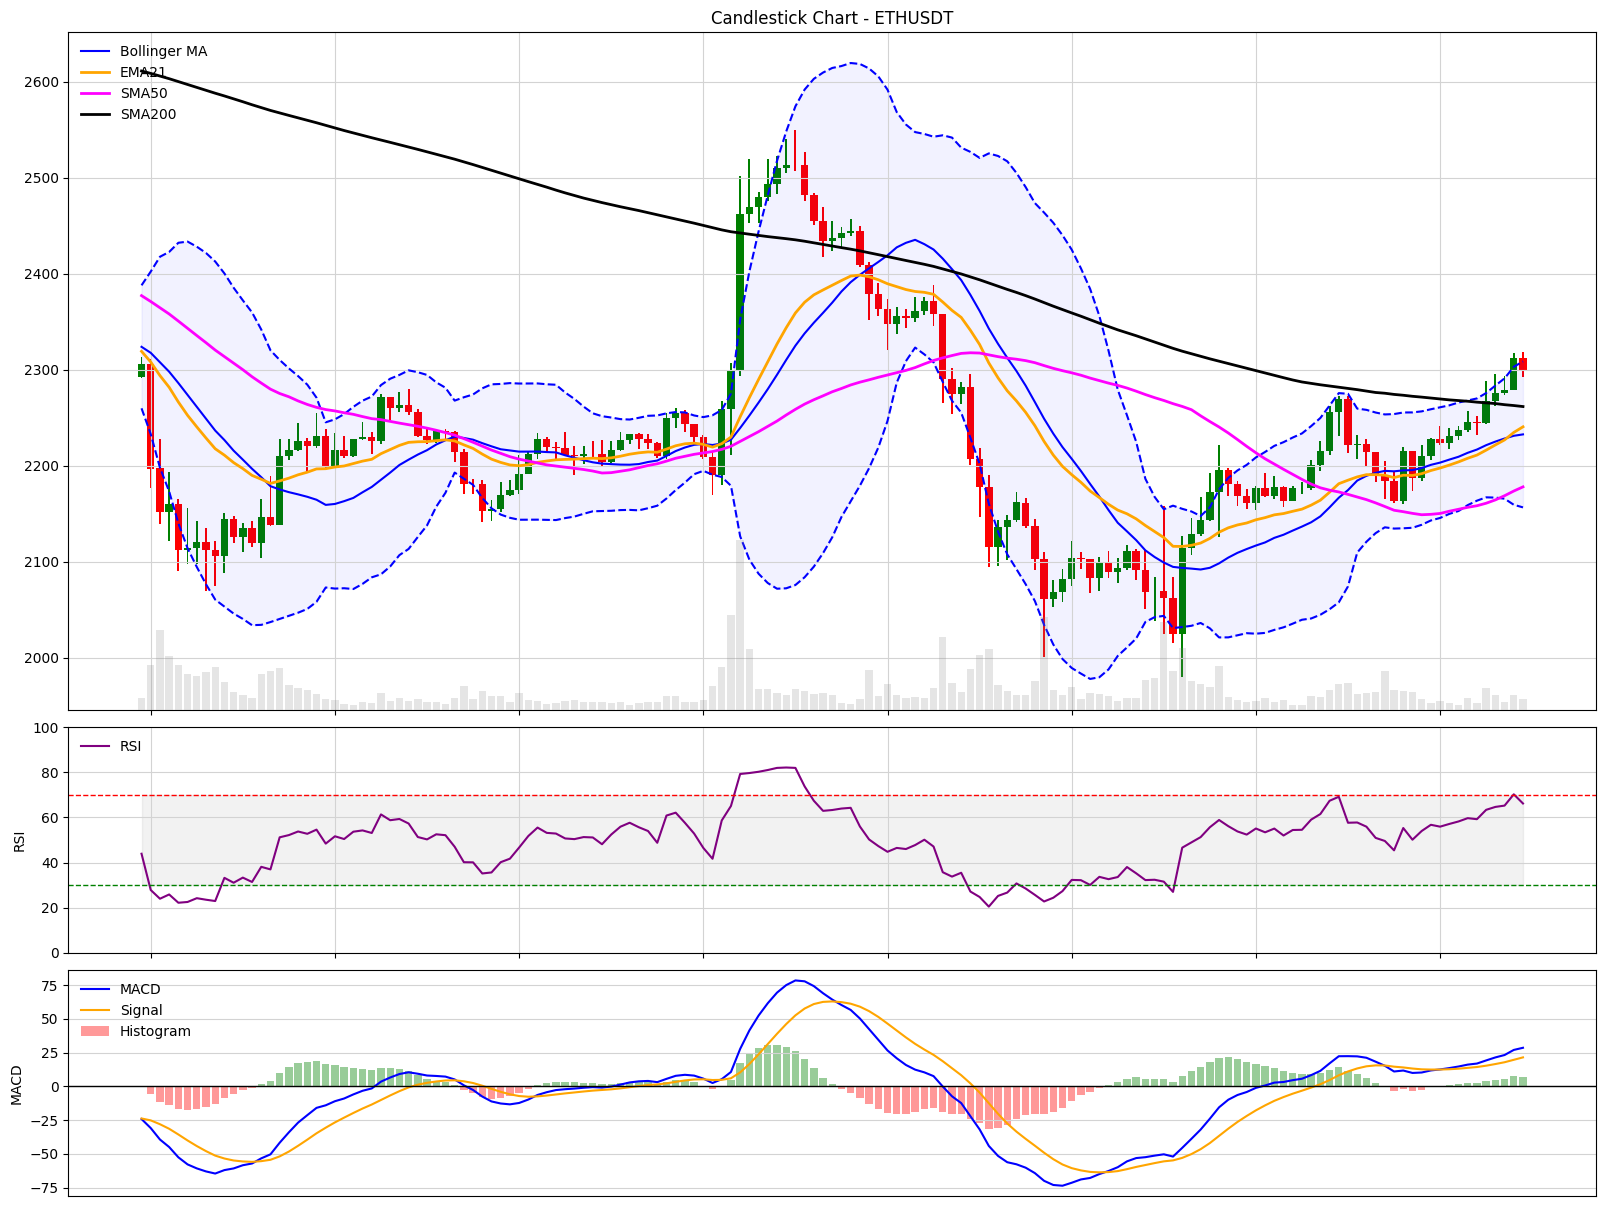 Candlestick Chart - ETHUSDT
Bollinger MA
EMA21
SMA50
SMA200
2600
2500
2400
2300
2200
2100
2000
RSI
100
80
60
40
20
0
RSI
MACD
Signal
Histogram
75
50
25
0
−25
−50
−75
MACD